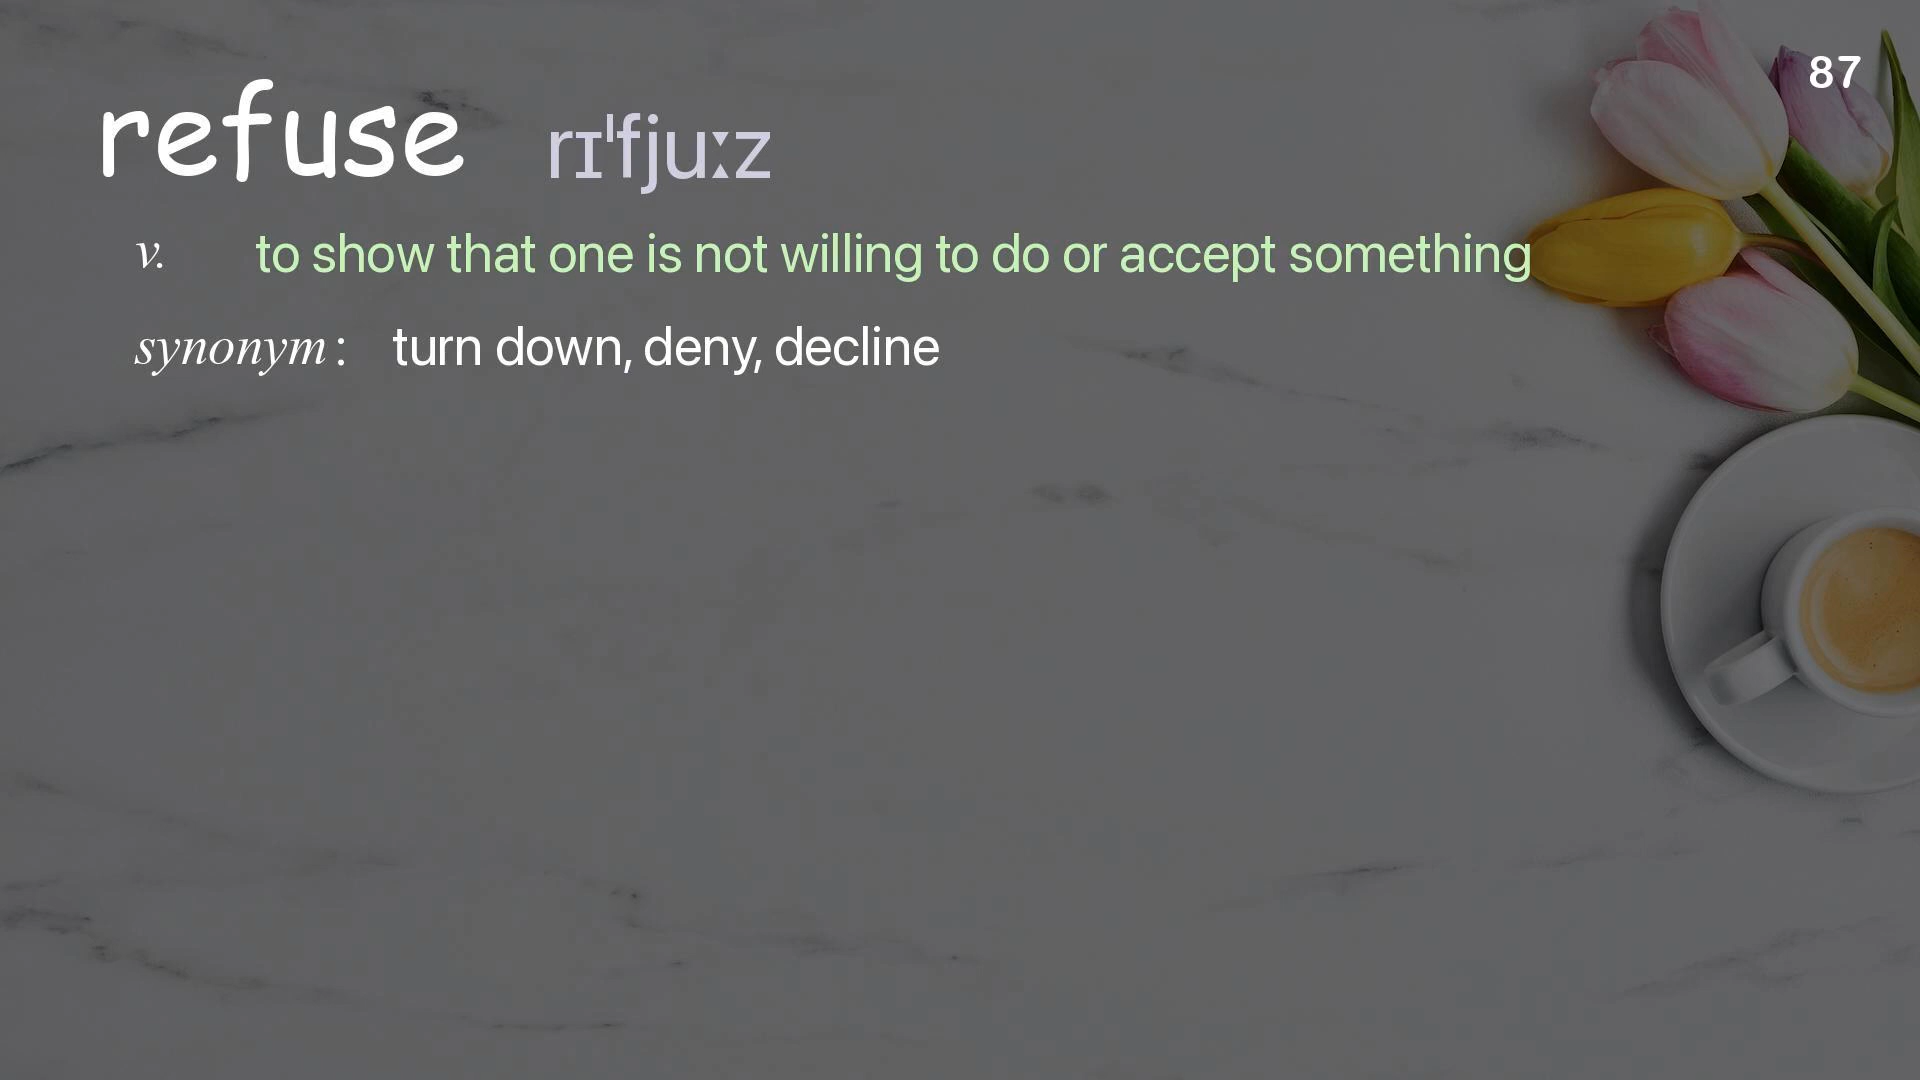 87
refuse rɪˈfjuːz
v. to show that one is not willing to do or accept something
synonym : turn down, deny, decline